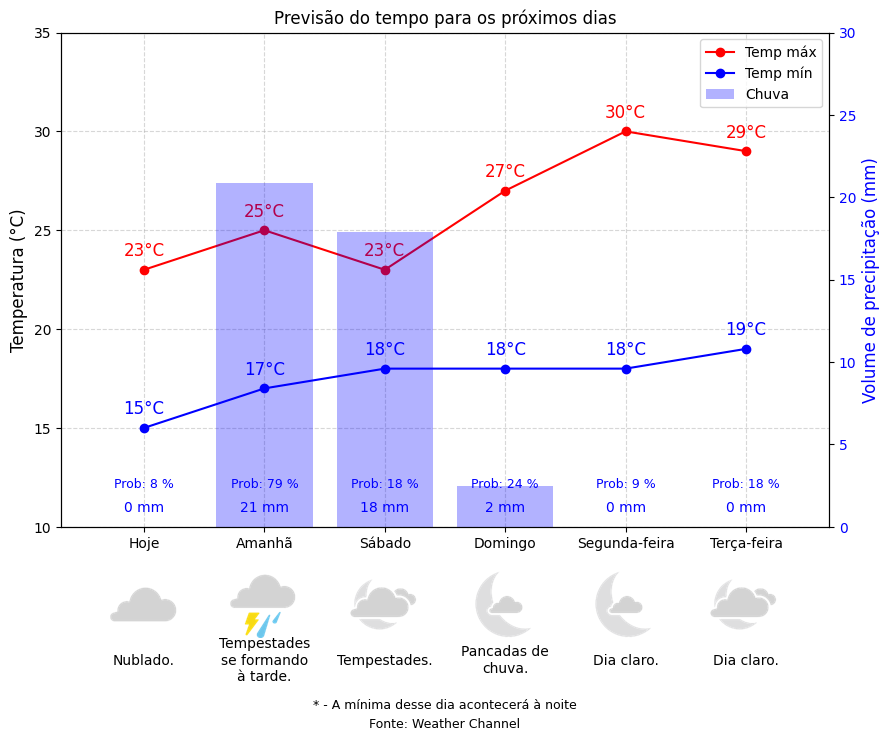 Previsão do tempo para os próximos dias
35
30
25
20
15
10
Temperatura (°C)
30
25
20
15
10
5
0
Volume de precipitação (mm)
Temp máx
Temp mín
Chuva
23°C
25°C
23°C
27°C
30°C
29°C
15°C
17°C
18°C
18°C
18°C
19°C
Prob: 8 %
Prob: 79 %
Prob: 18 %
Prob: 24 %
Prob: 9 %
Prob: 18 %
0 mm
21 mm
18 mm
2 mm
0 mm
0 mm
Hoje
Amanhã
Sábado
Domingo
Segunda-feira
Terça-feira
Nublado.
Tempestades
se formando
à tarde.
Tempestades.
Pancadas de
chuva.
Dia claro.
Dia claro.
* - A mínima desse dia acontecerá à noite
Fonte: Weather Channel